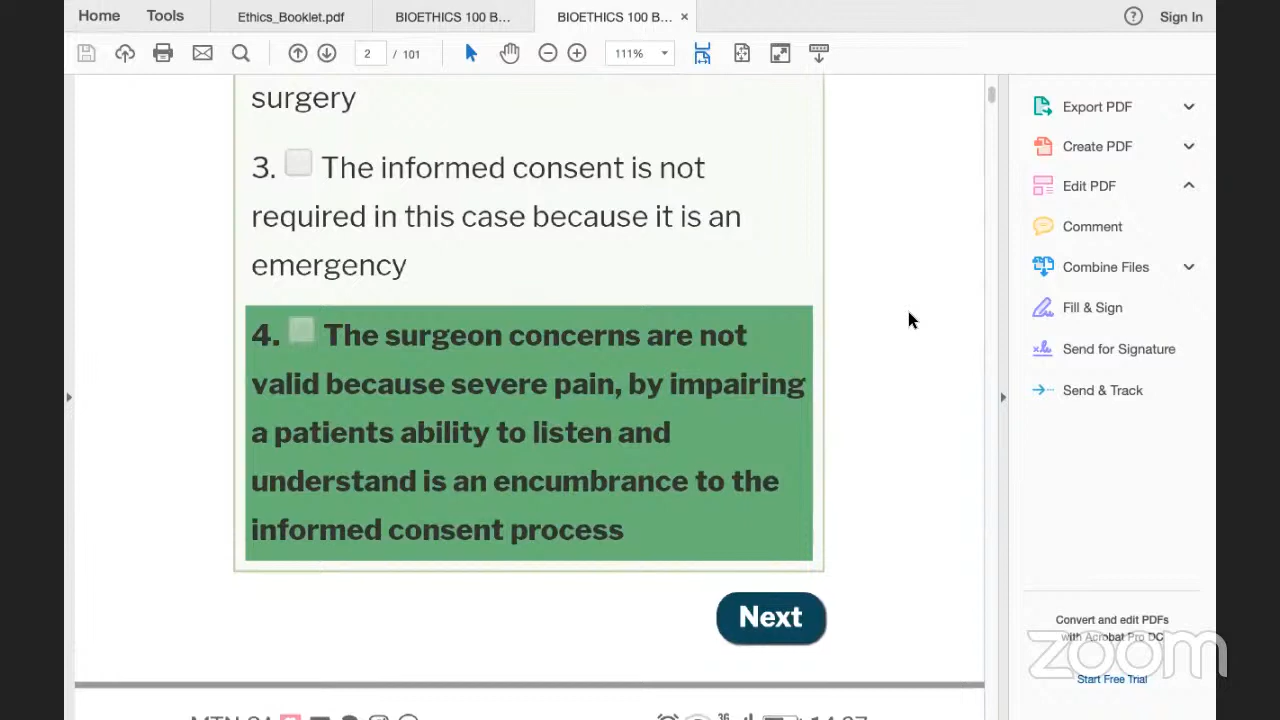 Home Tools Ethics_Booklet.pdf BIOETHICS 100 B... BIOETHICS 100 B... × ? Sign In
2 / 101 111%
surgery
3. The informed consent is not
required in this case because it is an
emergency
4. The surgeon concerns are not
valid because severe pain, by impairing
a patients ability to listen and
understand is an encumbrance to the
informed consent process
Next
Export PDF
Create PDF
Edit PDF
Comment
Combine Files
Fill & Sign
Send for Signature
Send & Track
Convert and edit PDFs
with Acrobat Pro DC
Start Free Trial
zoom